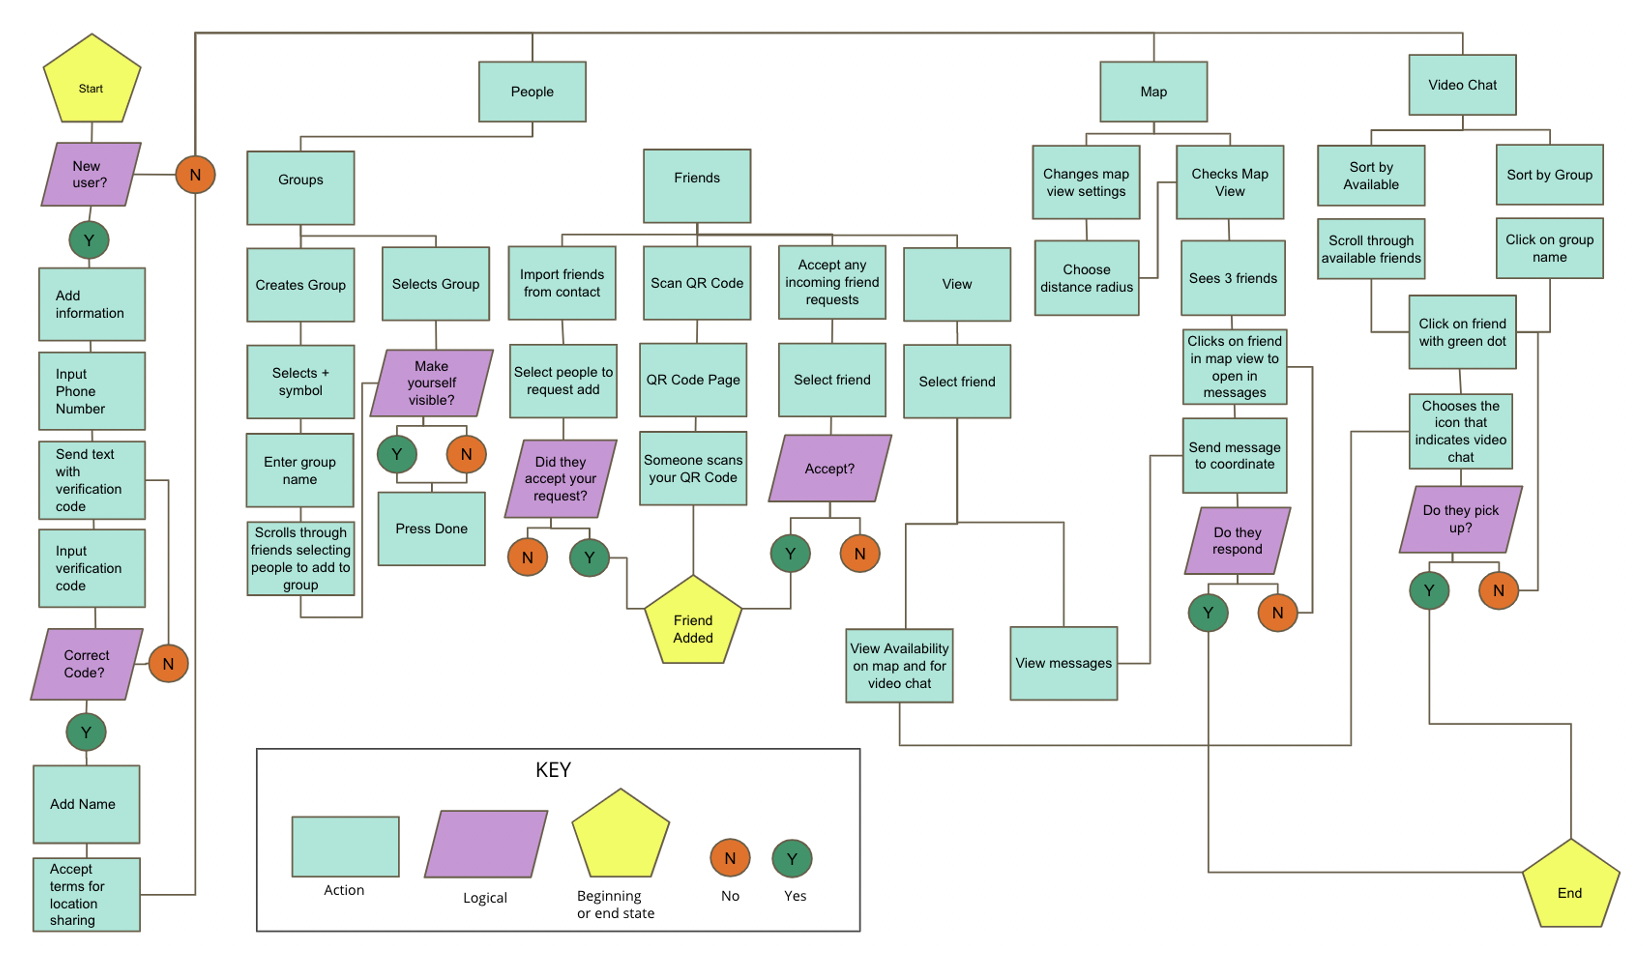 Start
New
user?
N
Y
Add
information
Input
Phone
Number
Send text
with
verification
code
Input
verification
code
Correct
Code?
N
Y
Add Name
Accept
terms for
location
sharing
People
Groups
Creates Group
Selects +
symbol
Enter group
name
Scrolls through
friends selecting
people to add to
group
Selects Group
Make
yourself
visible?
Y
N
Press Done
Friends
Import friends
from contact
Select people to
request add
Did they
accept your
request?
N
Y
Scan QR Code
QR Code Page
Someone scans
your QR Code
Friend
Added
Accept any
incoming friend
requests
Select friend
Accept?
Y
N
View
Select friend
View Availability
on map and for
video chat
View messages
Map
Changes map
view settings
Choose
distance radius
Checks Map
View
Sees 3 friends
Clicks on friend
in map view to
open in
messages
Send message
to coordinate
Do they
respond
Y
N
Video Chat
Sort by
Available
Scroll through
available friends
Sort by Group
Click on group
name
Click on friend
with green dot
Chooses the
icon that
indicates video
chat
Do they pick
up?
Y
N
End
KEY
Action
Logical
Beginning
or end state
N
No
Y
Yes